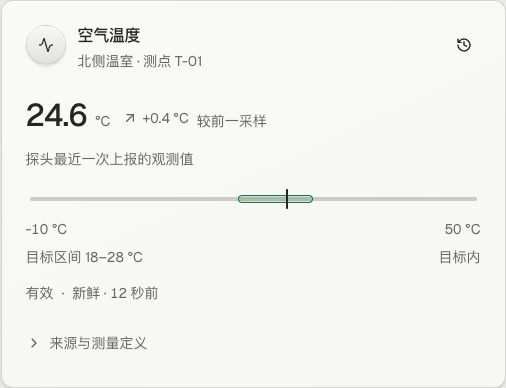 空气温度
北侧温室 · 测点 T-01
24.6 °C ↗ +0.4 °C 较前一采样
探头最近一次上报的观测值
-10 °C 50 °C
目标区间 18–28 °C 目标内
有效 · 新鲜 · 12 秒前
来源与测量定义